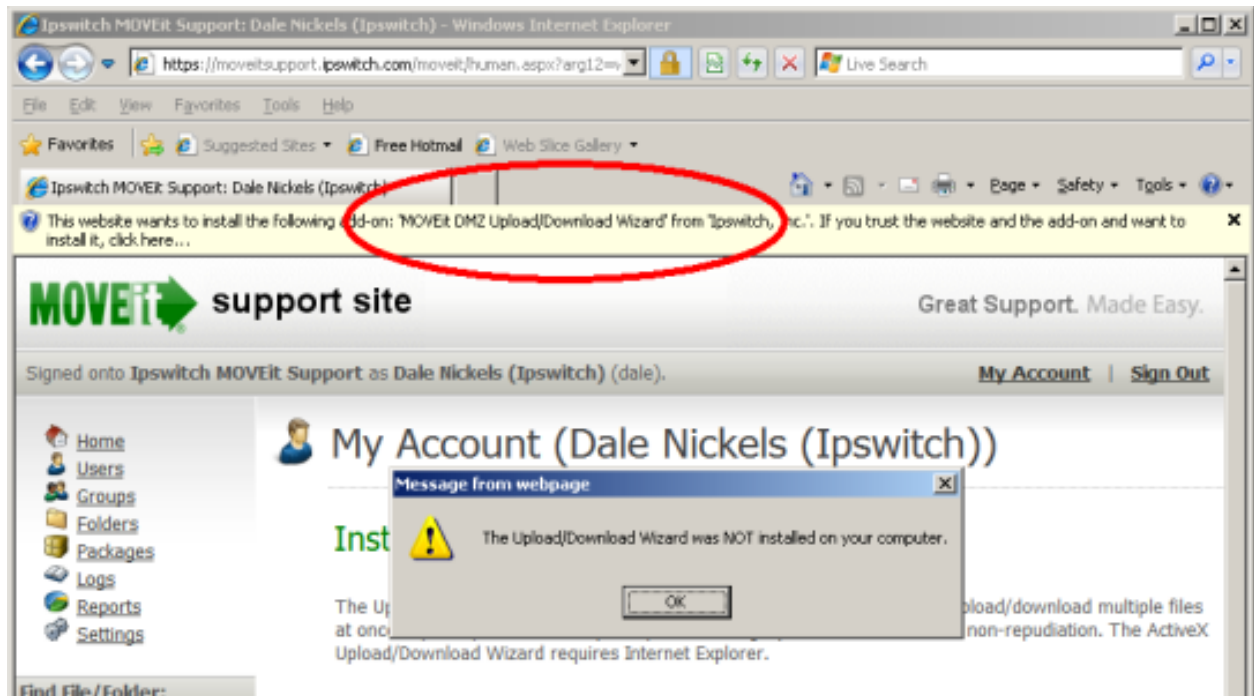 Ipswitch MOVEit Support: Dale Nickels (Ipswitch) - Windows Internet Explorer
https://moveitsupport.ipswitch.com/moveit/human.aspx?arg12= Live Search
File Edit View Favorites Tools Help
Favorites Suggested Sites Free Hotmail Web Slice Gallery
Ipswitch MOVEit Support: Dale Nickels (Ipswitch) Page Safety Tools
This website wants to install the following add-on: 'MOVEit DMZ Upload/Download Wizard' from 'Ipswitch, Inc.'. If you trust the website and the add-on and want to
install it, click here...
MOVEit support site Great Support. Made Easy.
Signed onto Ipswitch MOVEit Support as Dale Nickels (Ipswitch) (dale). My Account | Sign Out
Home
Users
Groups
Folders
Packages
Logs
Reports
Settings
Find File/Folder:
My Account (Dale Nickels (Ipswitch))
Message from webpage
Inst
The Upload/Download Wizard was NOT installed on your computer.
OK
The Up pload/download multiple files
at once non-repudiation. The ActiveX
Upload/Download Wizard requires Internet Explorer.